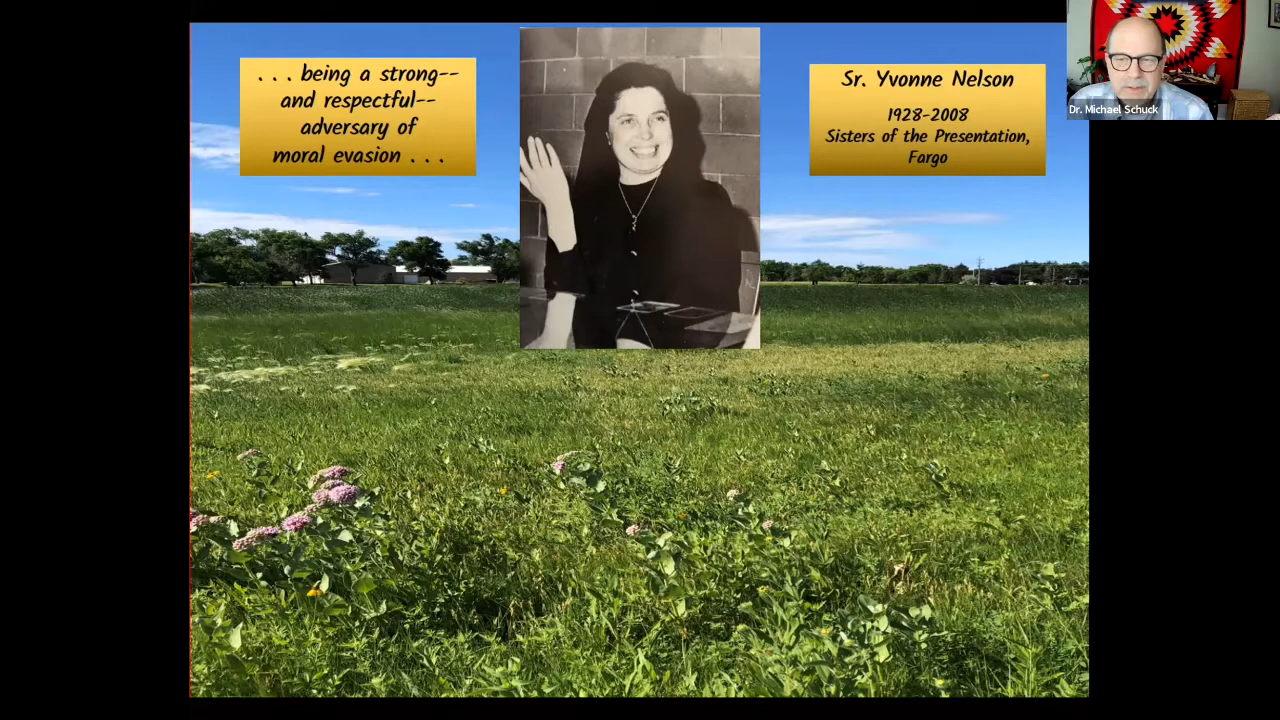 . . . being a strong--
and respectful--
adversary of
moral evasion . . .
Sr. Yvonne Nelson
1928-2008
Sisters of the Presentation,
Fargo
Dr. Michael Schuck